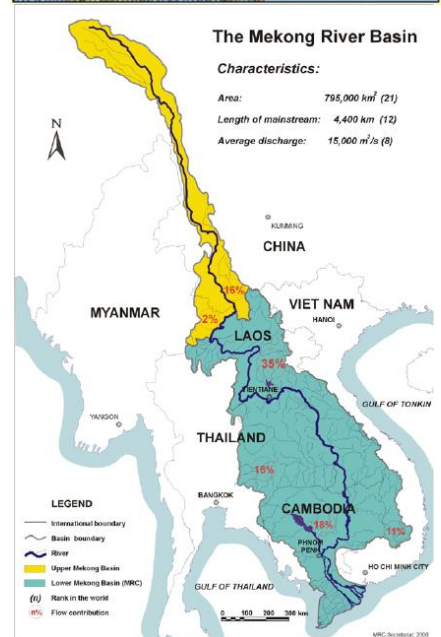 The Mekong River Basin
Characteristics:
Area: 795,000 km² (21)
Length of mainstream: 4,400 km (12)
Average discharge: 15,000 m³/s (8)
N
KUNMING
CHINA
MYANMAR
16%
2%
VIET NAM
HANOI
LAOS
35%
VIENTIANE
GULF OF TONKIN
YANGON
THAILAND
18%
BANGKOK
CAMBODIA
18%
11%
PHNOM
PENH
HO CHI MINH CITY
GULF OF THAILAND
LEGEND
International boundary
Basin boundary
River
Upper Mekong Basin
Lower Mekong Basin (MRC)
(n) Rank in the world
n% Flow contribution
0 100 200 300 km
MRC Secretariat, 2005